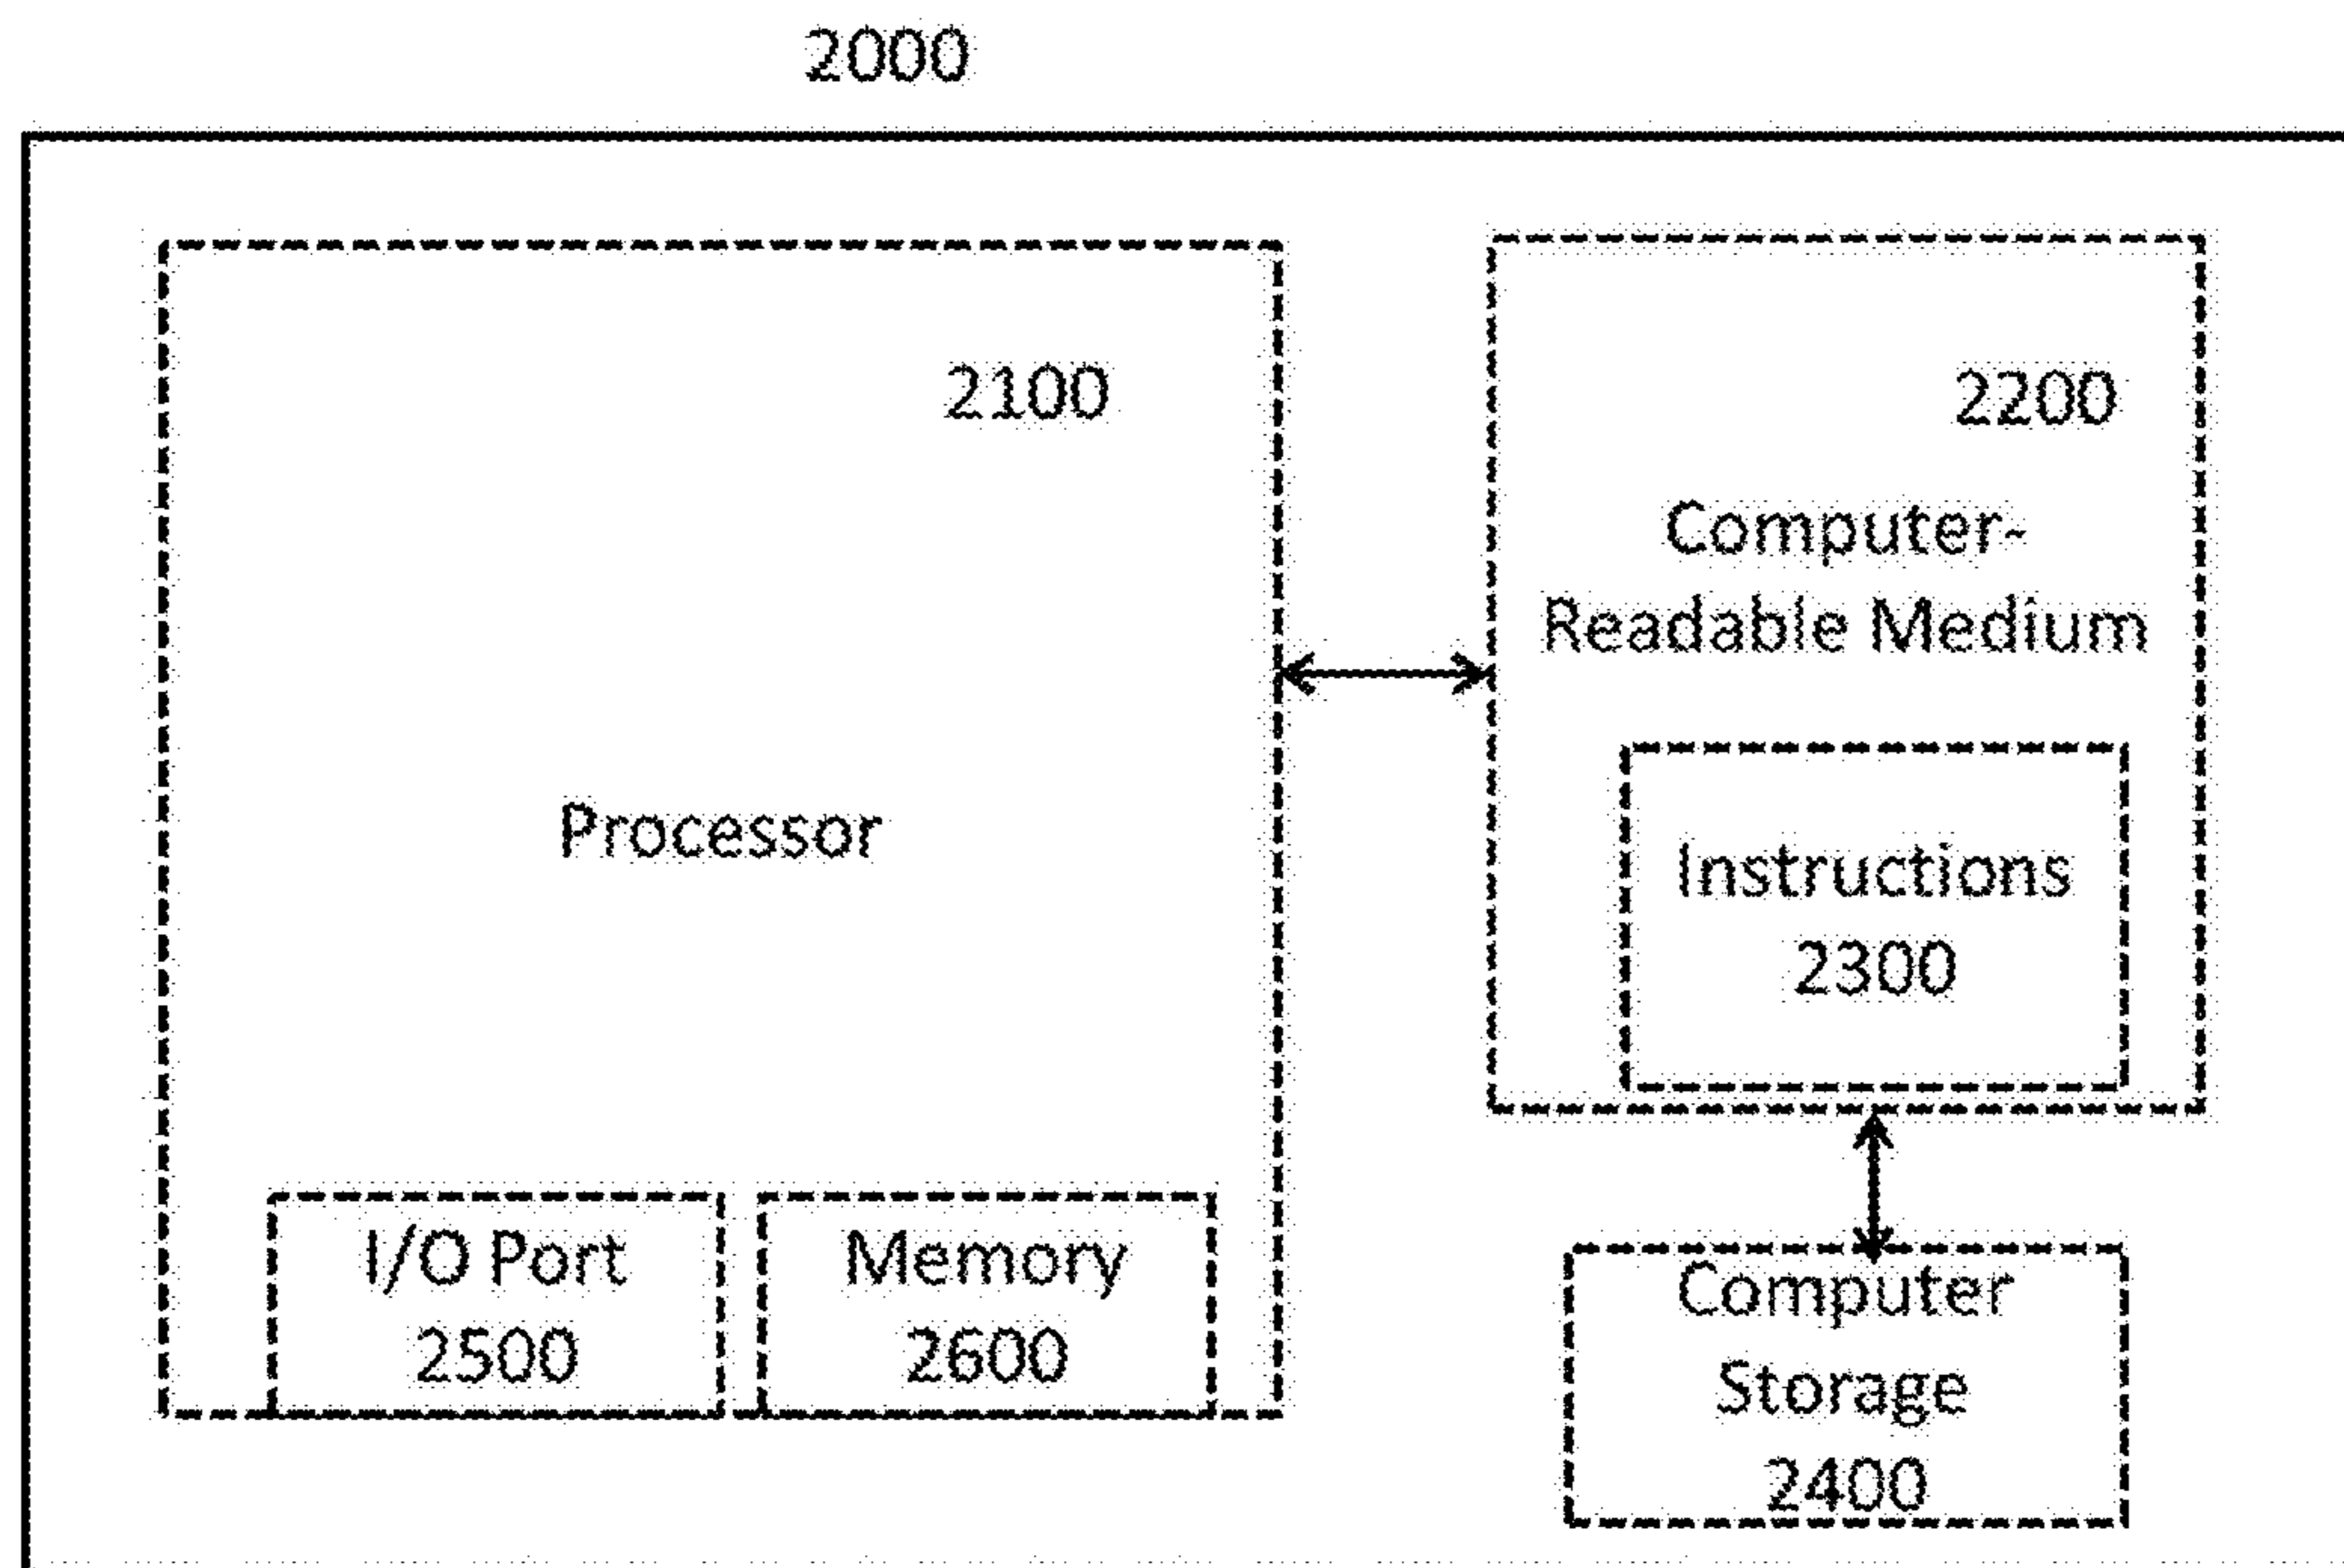 2000
2100
Processor
I/O Port
2500
Memory
2600
2200
Computer-
Readable Medium
Instructions
2300
Computer
Storage
2400